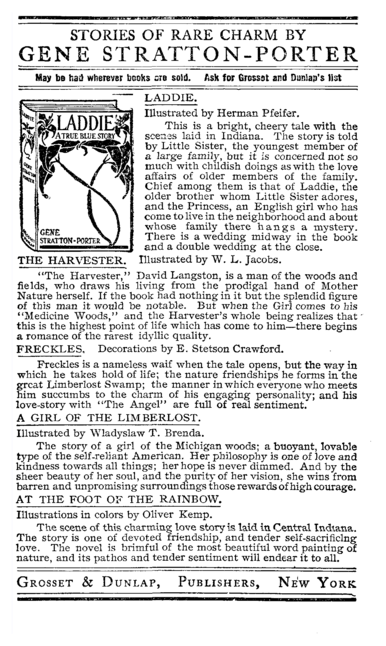 STORIES OF RARE CHARM BY
GENE STRATTON-PORTER
May be had wherever books are sold. Ask for Grosset and Dunlap's list
LADDIE
A TRUE BLUE STORY
GENE
STRATTON-PORTER
LADDIE.
Illustrated by Herman Pfeifer.
This is a bright, cheery tale with the
scenes laid in Indiana. The story is told
by Little Sister, the youngest member of
a large family, but it is concerned not so
much with childish doings as with the love
affairs of older members of the family.
Chief among them is that of Laddie, the
older brother whom Little Sister adores,
and the Princess, an English girl who has
come to live in the neighborhood and about
whose family there hangs a mystery.
There is a wedding midway in the book
and a double wedding at the close.
THE HARVESTER. Illustrated by W. L. Jacobs.
"The Harvester," David Langston, is a man of the woods and
fields, who draws his living from the prodigal hand of Mother
Nature herself. If the book had nothing in it but the splendid figure
of this man it would be notable. But when the Girl comes to his
"Medicine Woods," and the Harvester's whole being realizes that
this is the highest point of life which has come to him—there begins
a romance of the rarest idyllic quality.
FRECKLES. Decorations by E. Stetson Crawford.
Freckles is a nameless waif when the tale opens, but the way in
which he takes hold of life; the nature friendships he forms in the
great Limberlost Swamp; the manner in which everyone who meets
him succumbs to the charm of his engaging personality; and his
love-story with "The Angel" are full of real sentiment.
A GIRL OF THE LIMBERLOST.
Illustrated by Wladyslaw T. Brenda.
The story of a girl of the Michigan woods; a buoyant, lovable
type of the self-reliant American. Her philosophy is one of love and
kindness towards all things; her hope is never dimmed. And by the
sheer beauty of her soul, and the purity of her vision, she wins from
barren and unpromising surroundings those rewards of high courage.
AT THE FOOT OF THE RAINBOW.
Illustrations in colors by Oliver Kemp.
The scene of this charming love story is laid in Central Indiana.
The story is one of devoted friendship, and tender self-sacrificing
love. The novel is brimful of the most beautiful word painting of
nature, and its pathos and tender sentiment will endear it to all.
GROSSET & DUNLAP, PUBLISHERS, NEW YORK